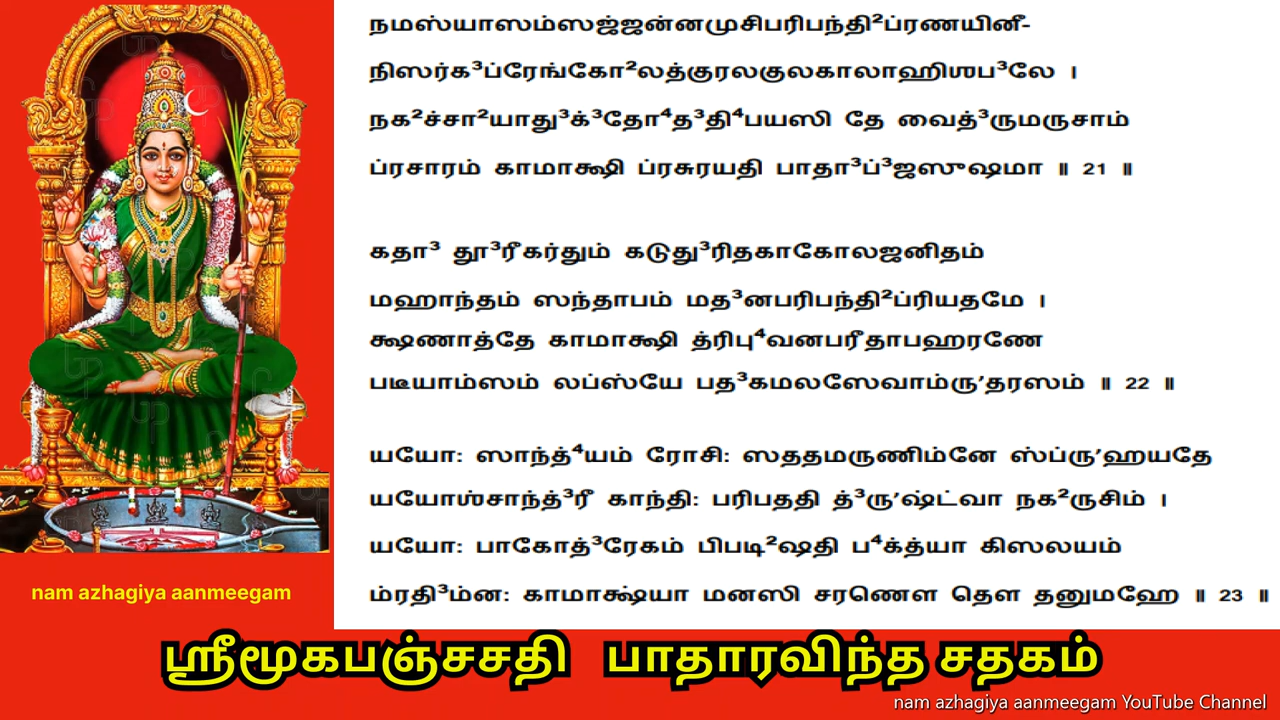 நமஸ்யாஸம்ஸஜ்ஜன்னமுசிபரிபந்தி²ப்ரணயினீ-
நிஸர்க³ப்ரேங்கோ²லத்குரலகுலகாலாஹிஶப³லே ।
நக²ச்சா²யாது³க்³தோ⁴த³தி⁴பயஸி தே வைத்³ருமருசாம்
ப்ரசாரம் காமாக்ஷி ப்ரசுரயதி பாதா³ப்³ஜஸுஷமா ॥ 21 ॥
கதா³ தூ³ரீகர்தும் கடுது³ரிதகாகோலஜனிதம்
மஹாந்தம் ஸந்தாபம் மத³னபரிபந்தி²ப்ரியதமே ।
க்ஷணாத்தே காமாக்ஷி த்ரிபு⁴வனபரீதாபஹரணே
படீயாம்ஸம் லப்ஸ்யே பத³கமலஸேவாம்ரு'தரஸம் ॥ 22 ॥
யயோ: ஸாந்த்⁴யம் ரோசி: ஸததமருணிம்னே ஸ்ப்ரு'ஹயதே
யயோஶ்சாந்த்³ரீ காந்தி: பரிபததி த்³ரு'ஷ்ட்வா நக²ருசிம் ।
யயோ: பாகோத்³ரேகம் பிபடி²ஷதி ப⁴க்த்யா கிஸலயம்
ம்ரதி³ம்ன: காமாக்ஷ்யா மனஸி சரணௌ தௌ தனுமஹே ॥ 23 ॥
nam azhagiya aanmeegam
ஸ்ரீமூகபஞ்சசதி பாதாரவிந்த சதகம்
nam azhagiya aanmeegam YouTube Channel